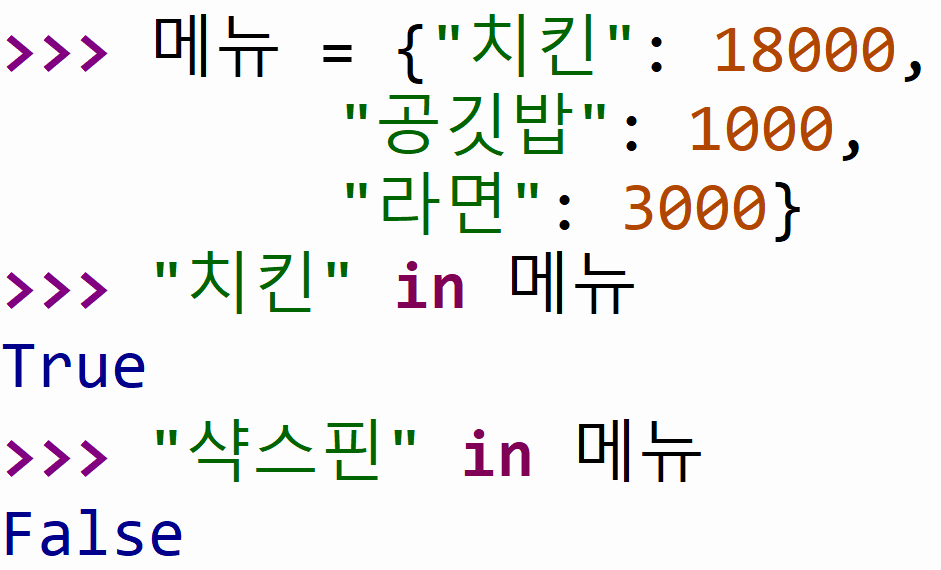 >>> 메뉴 = {"치킨": 18000,
"공깃밥": 1000,
"라면": 3000}
>>> "치킨" in 메뉴
True
>>> "샥스핀" in 메뉴
False